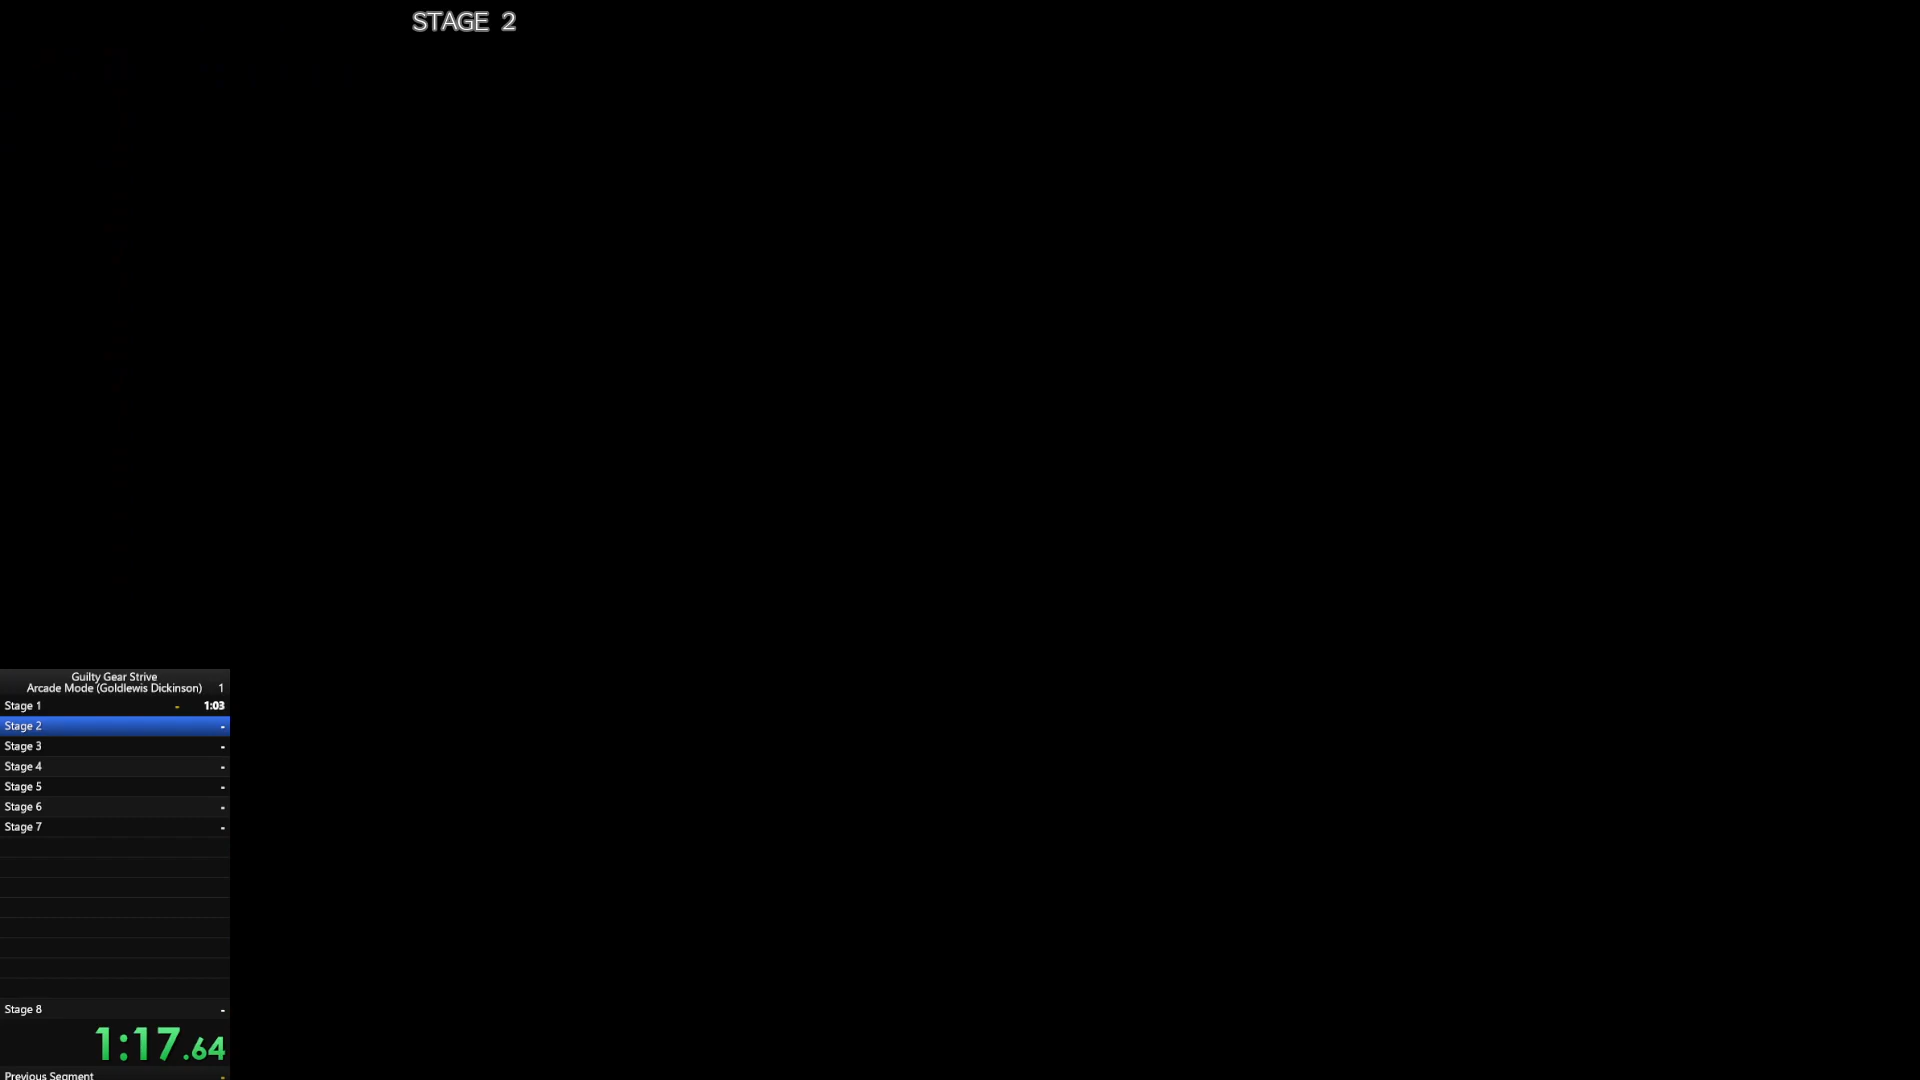 STAGE 2
Guilty Gear Strive
Arcade Mode (Goldlewis Dickinson) 1
Stage 1 - 1:03
Stage 2 -
Stage 3 -
Stage 4 -
Stage 5 -
Stage 6 -
Stage 7 -
Stage 8 -
1:17.64
Previous Segment -